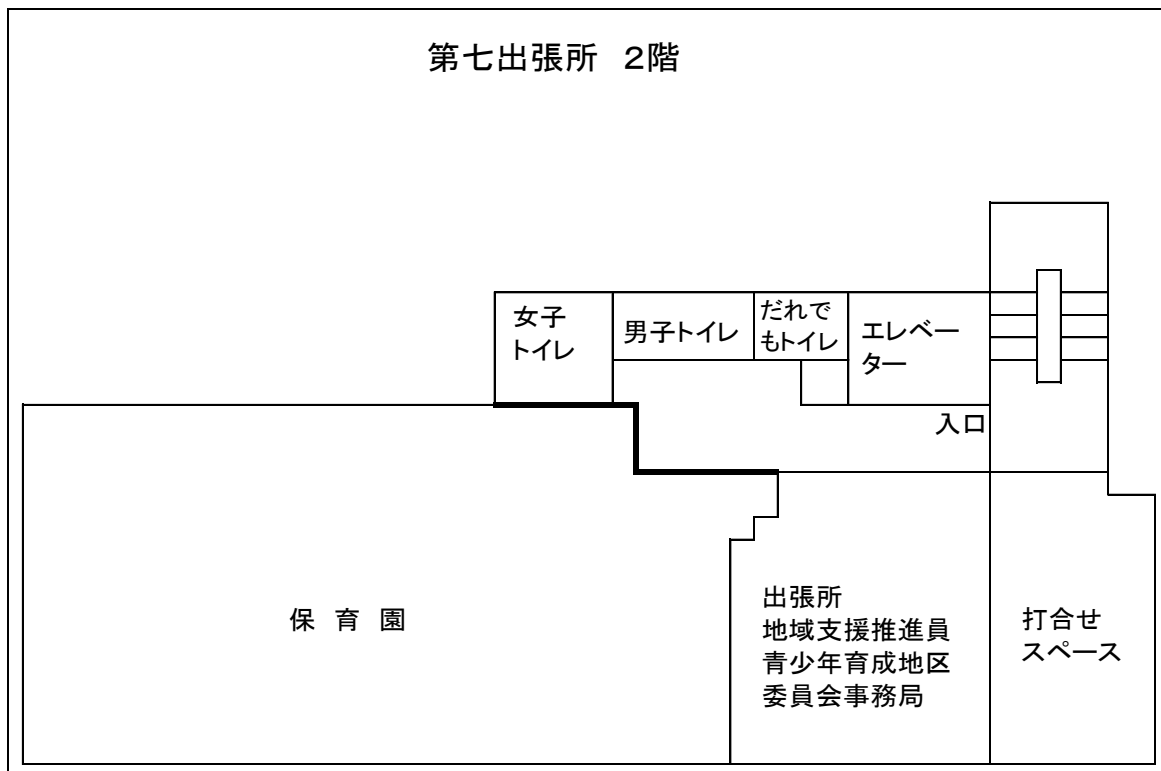 第七出張所 2階
女子
トイレ
男子トイレ
だれで
もトイレ
エレベー
ター
入口
保育園
出張所
地域支援推進員
青少年育成地区
委員会事務局
打合せ
スペース